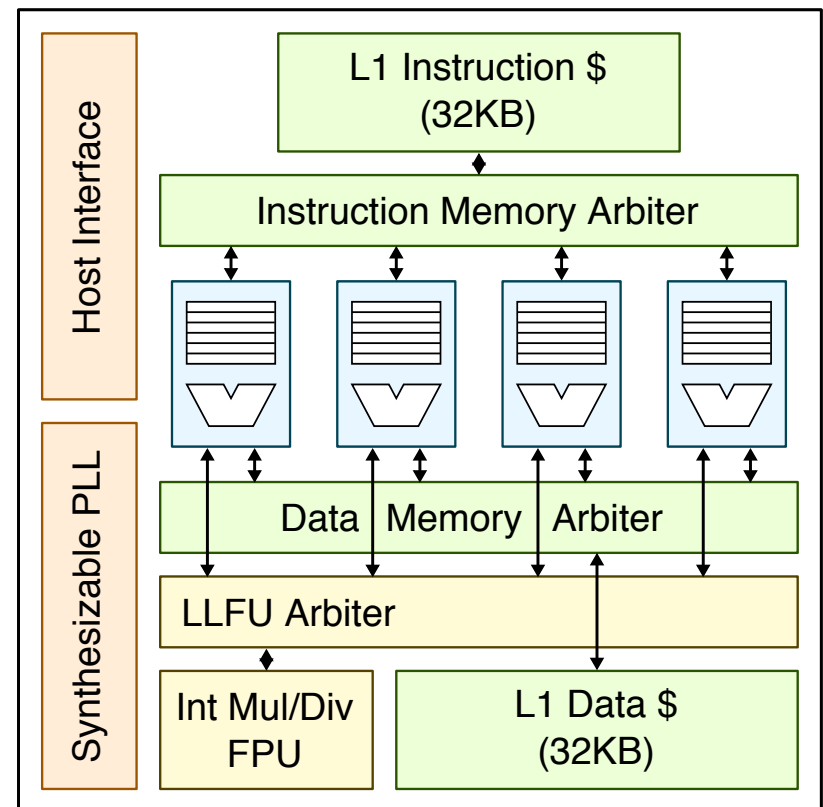 Host Interface
L1 Instruction $
(32KB)
Instruction Memory Arbiter
Synthesizable PLL
Data Memory Arbiter
LLFU Arbiter
Int Mul/Div
FPU
L1 Data $
(32KB)